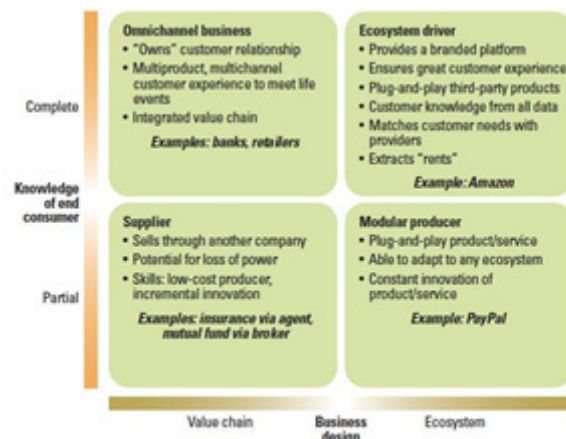 Omnichannel business
• "Owns" customer relationship
• Multiproduct, multichannel
customer experience to meet life
events
• Integrated value chain
Examples: banks, retailers
Ecosystem driver
• Provides a branded platform
• Ensures great customer experience
• Plug-and-play third-party products
• Customer knowledge from all data
• Matches customer needs with
providers
• Extracts "rents"
Example: Amazon
Complete
Knowledge
of end
consumer
Partial
Supplier
• Sells through another company
• Potential for loss of power
• Skills: low-cost producer,
incremental innovation
Examples: insurance via agent,
mutual fund via broker
Modular producer
• Plug-and-play product/service
• Able to adapt to any ecosystem
• Constant innovation of
product/service
Example: PayPal
Value chain
Business
design
Ecosystem